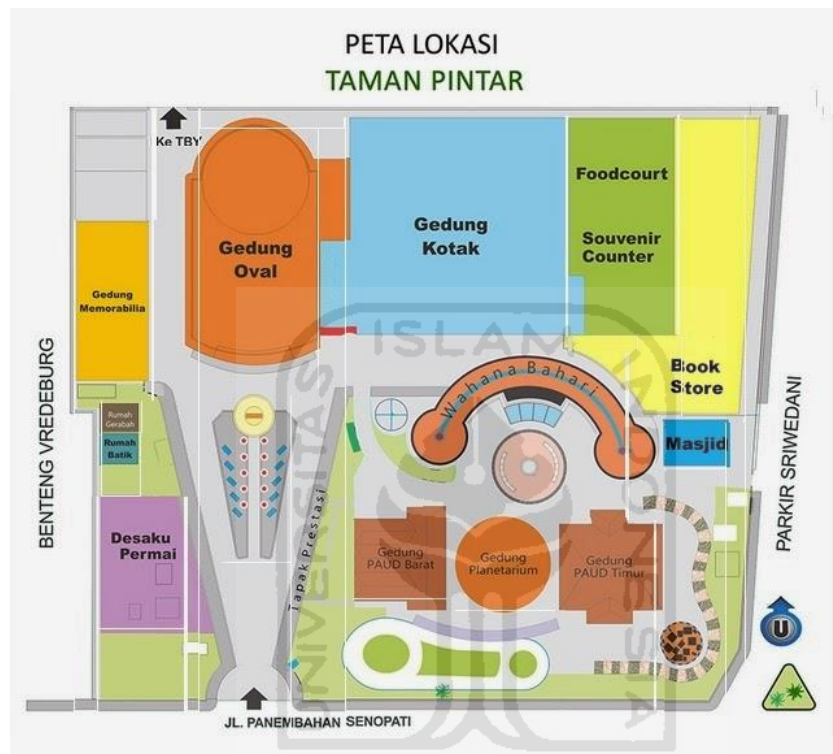 PETA LOKASI
TAMAN PINTAR
Ke TBY
Gedung
Oval
Gedung
Kotak
Foodcourt
Souvenir
Counter
Gedung
Memorabilia
Book
Store
Wahana Bahari
Masjid
Rumah
Gerabah
Rumah
Batik
BENTENG VREDEBURG
PARKIR SRIWEDANI
Desaku
Permai
Tapak Prestasi
Gedung
PAUD Barat
Gedung
Planetarium
Gedung
PAUD Timur
U
JL. PANEMBAHAN SENOPATI
UNIVERSITAS
ISLAM
INDONESIA